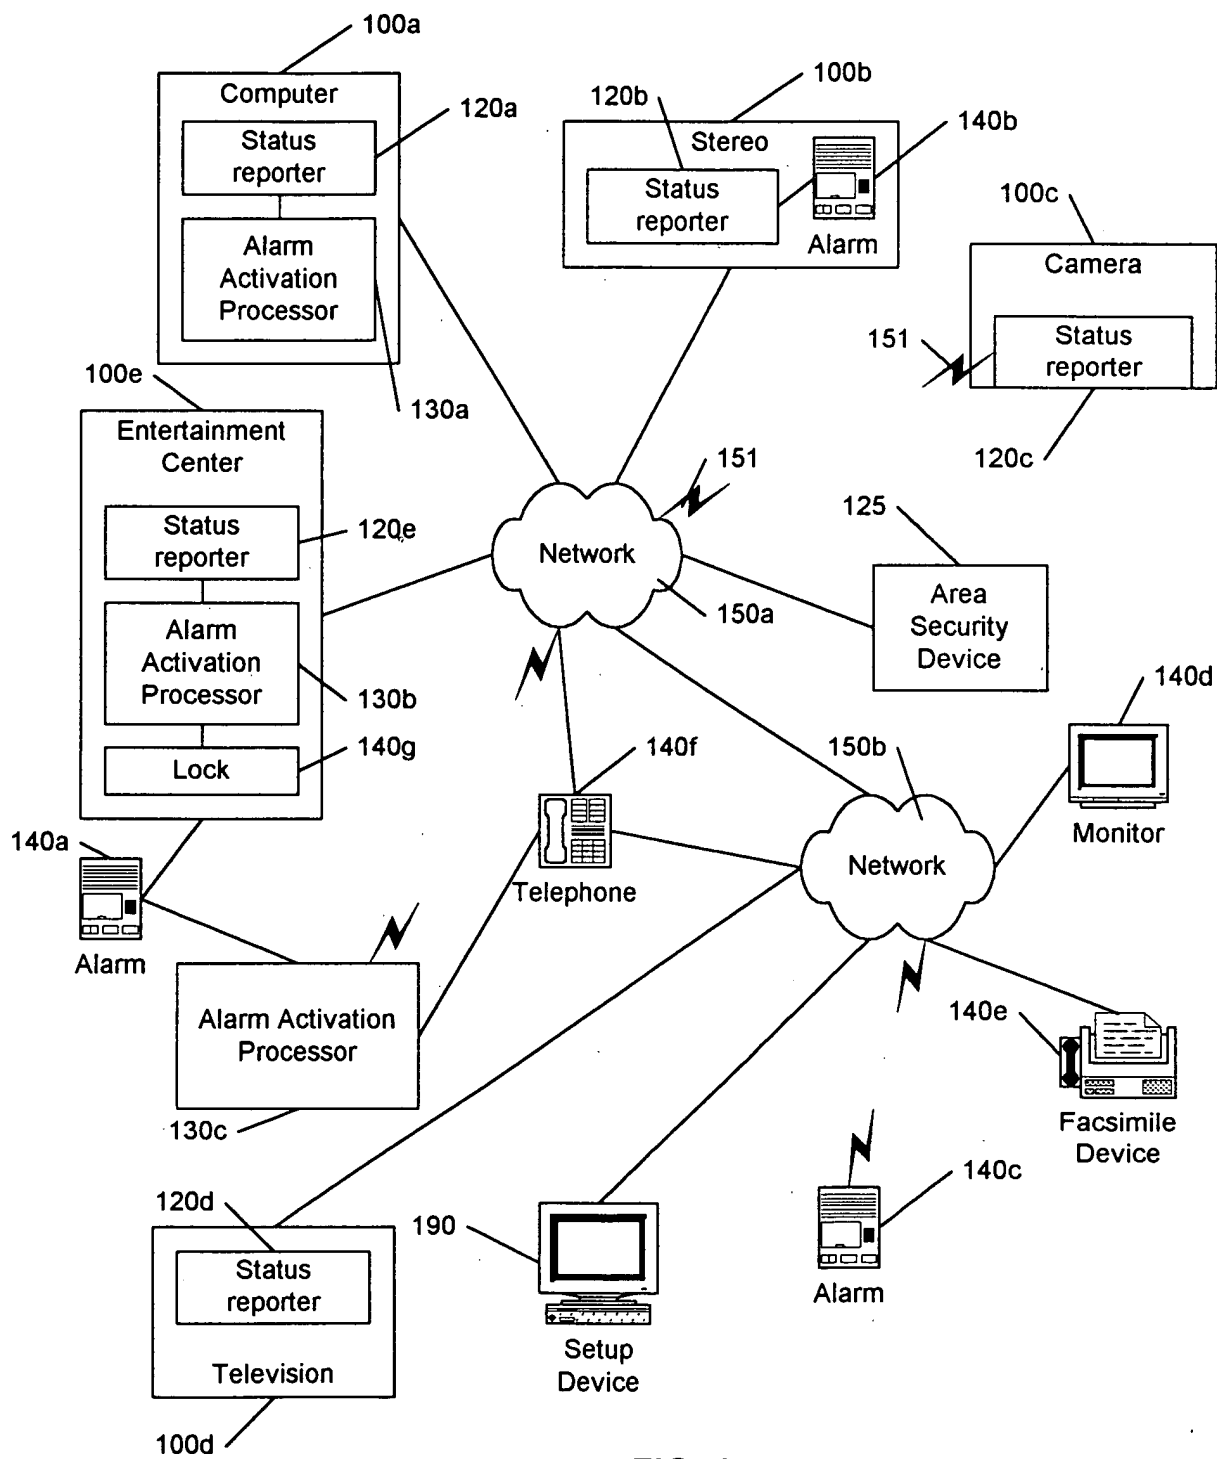 100a
Computer
120a
Status
reporter
Alarm
Activation
Processor
130a
100b
120b
Stereo
140b
Status
reporter
Alarm
100c
Camera
151
Status
reporter
120c
100e
Entertainment
Center
Status
reporter
120e
Alarm
Activation
Processor
130b
140g
Lock
151
Network
150a
125
Area
Security
Device
140d
Monitor
140f
Telephone
150b
Network
140a
Alarm
Alarm Activation
Processor
130c
140e
Facsimile
Device
120d
Status
reporter
Television
100d
190
Setup
Device
140c
Alarm